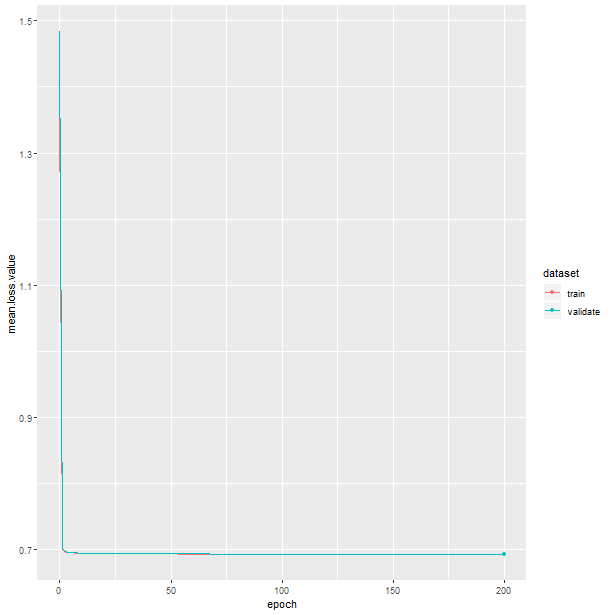 1.5
1.3
1.1
0.9
0.7
mean.loss.value
0
50
100
150
200
epoch
dataset
train
validate